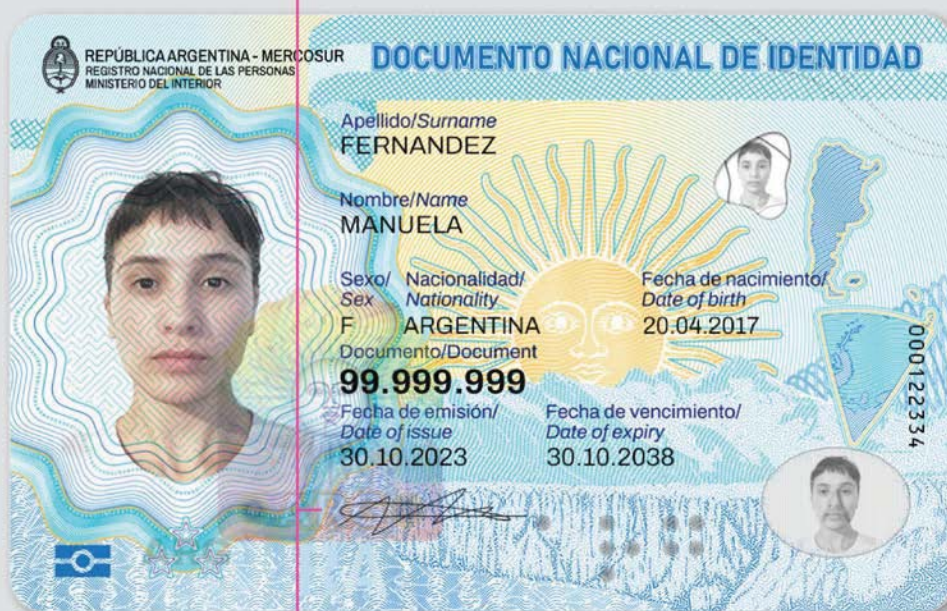 REPÚBLICA ARGENTINA - MERCOSUR
REGISTRO NACIONAL DE LAS PERSONAS
MINISTERIO DEL INTERIOR
DOCUMENTO NACIONAL DE IDENTIDAD
Apellido/Surname
FERNANDEZ
Nombre/Name
MANUELA
Sexo/ Nacionalidad/ Fecha de nacimiento/
Sex Nationality Date of birth
F ARGENTINA 20.04.2017
Documento/Document
99.999.999
Fecha de emisión/ Fecha de vencimiento/
Date of issue Date of expiry
30.10.2023 30.10.2038
000122334